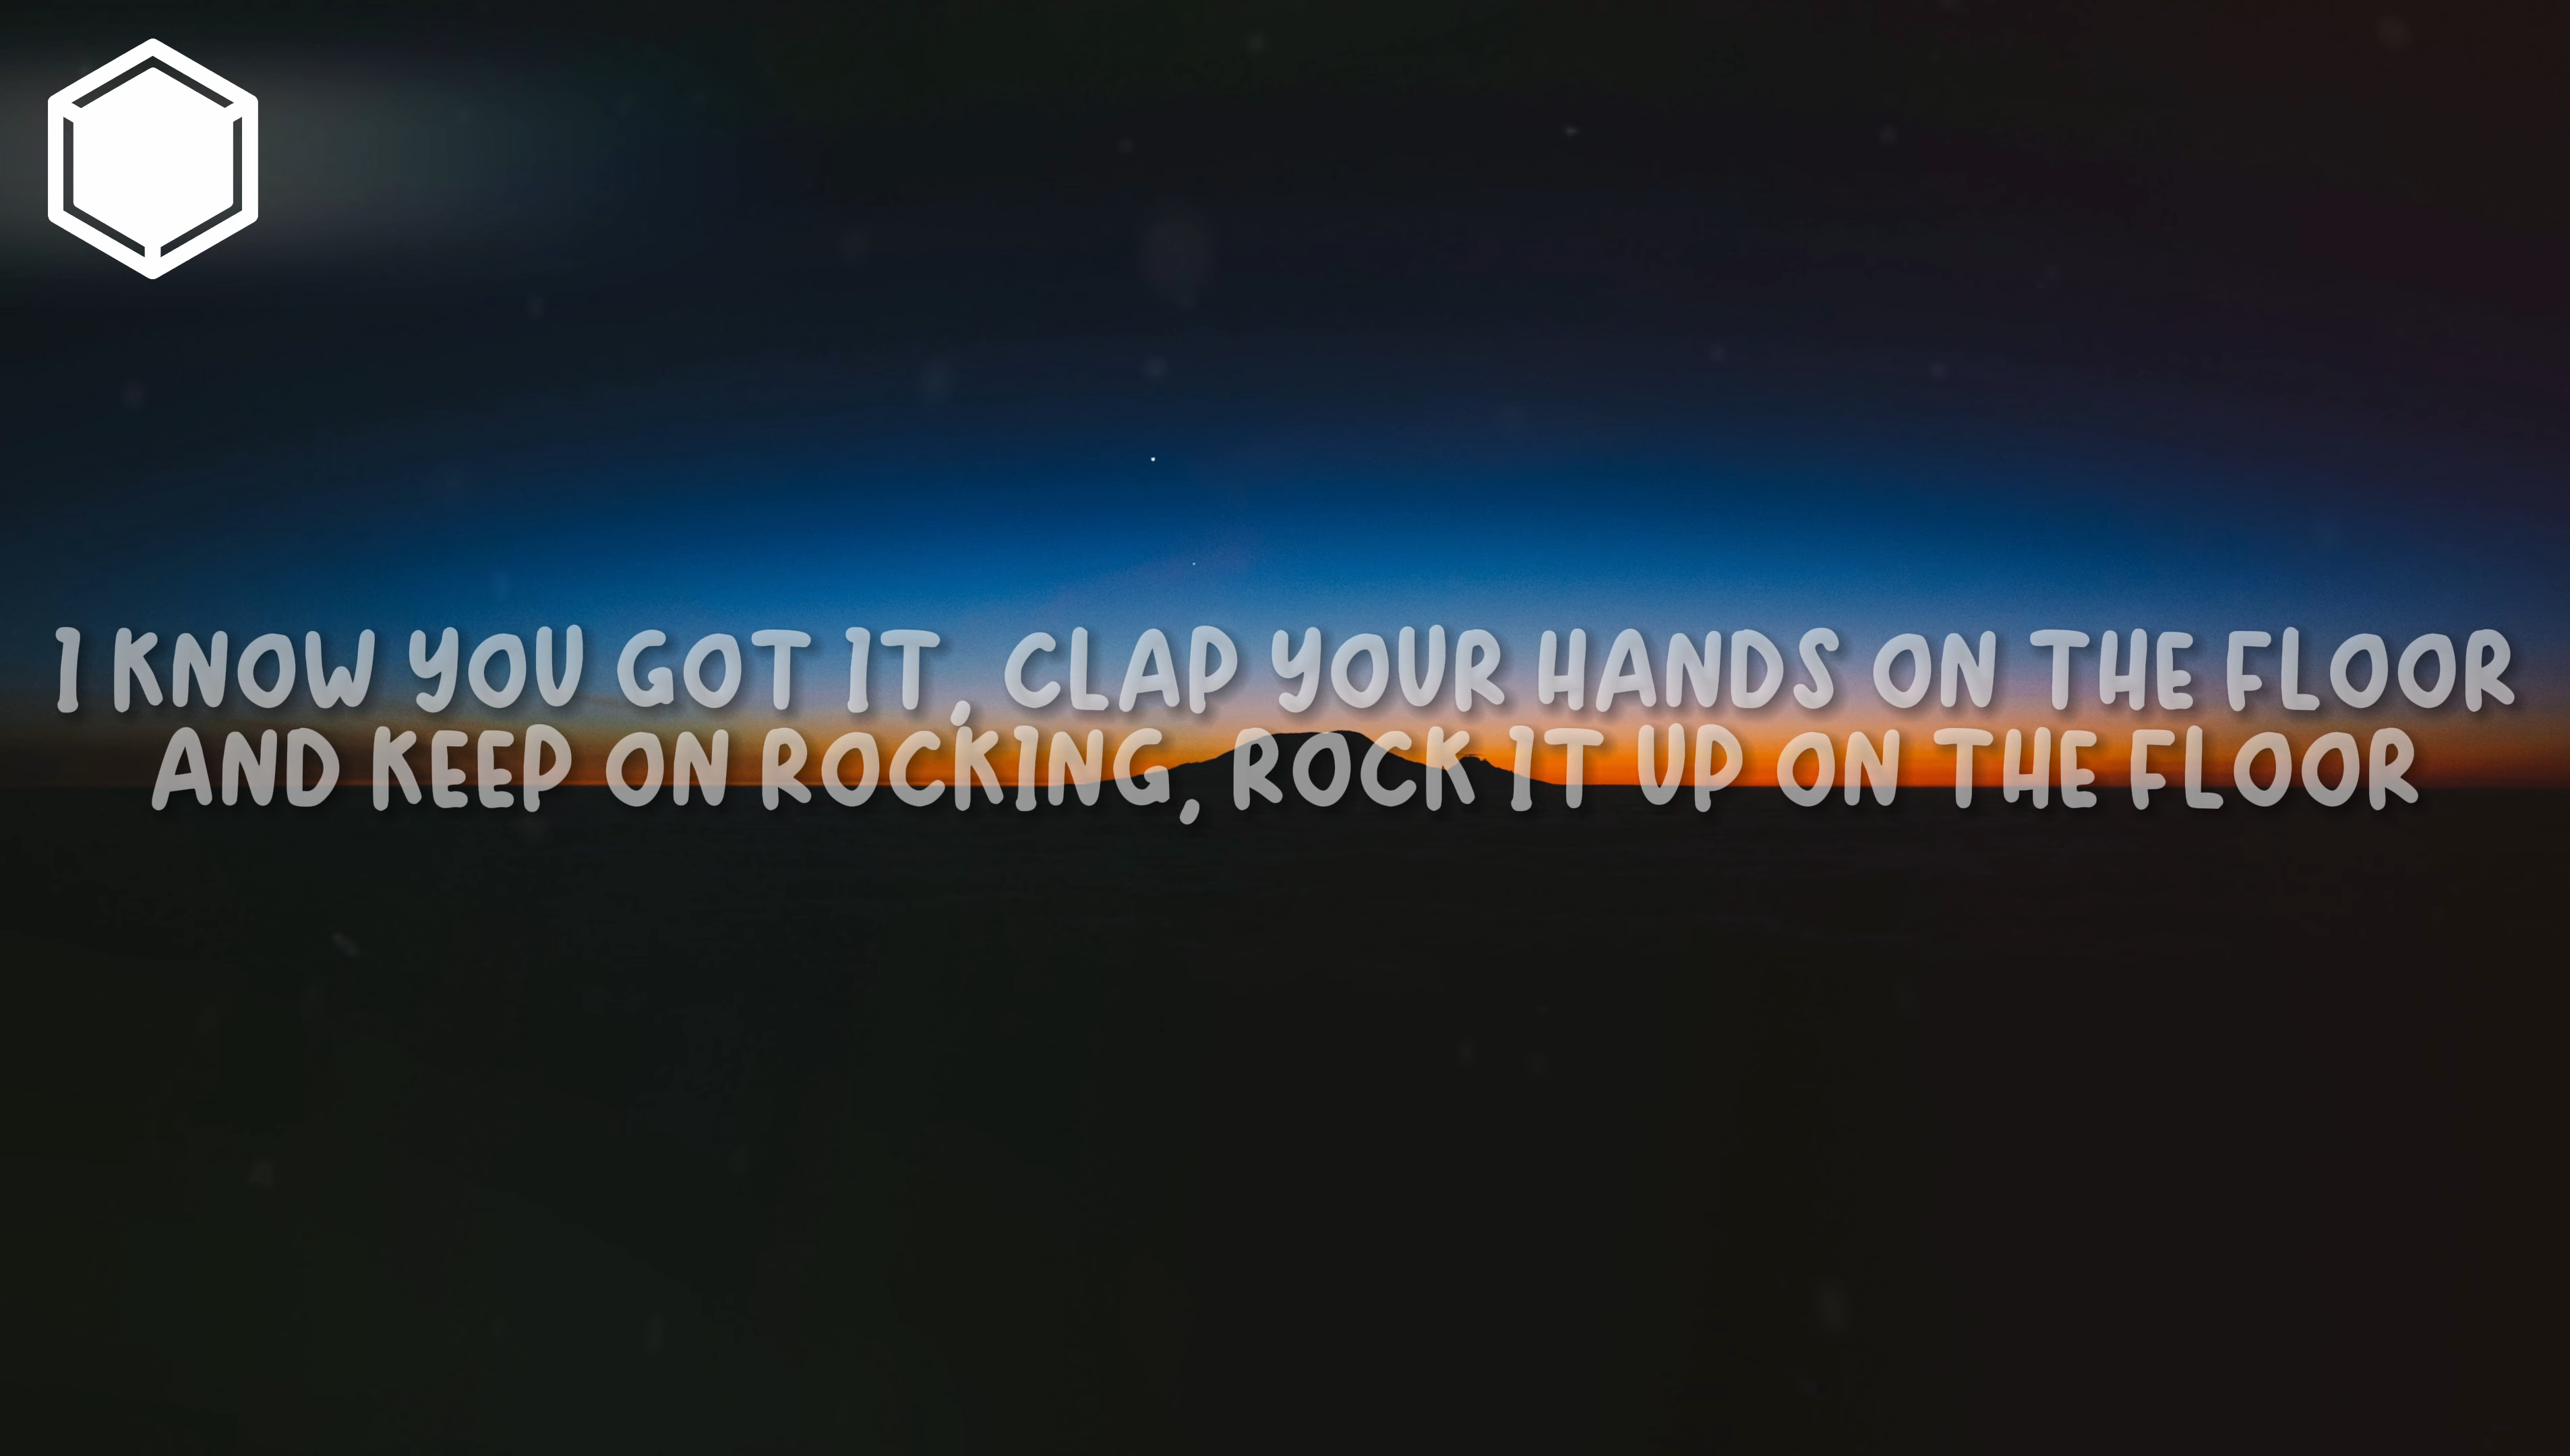 I KNOW YOU GOT IT, CLAP YOUR HANDS ON THE FLOOR
AND KEEP ON ROCKING, ROCK IT UP ON THE FLOOR